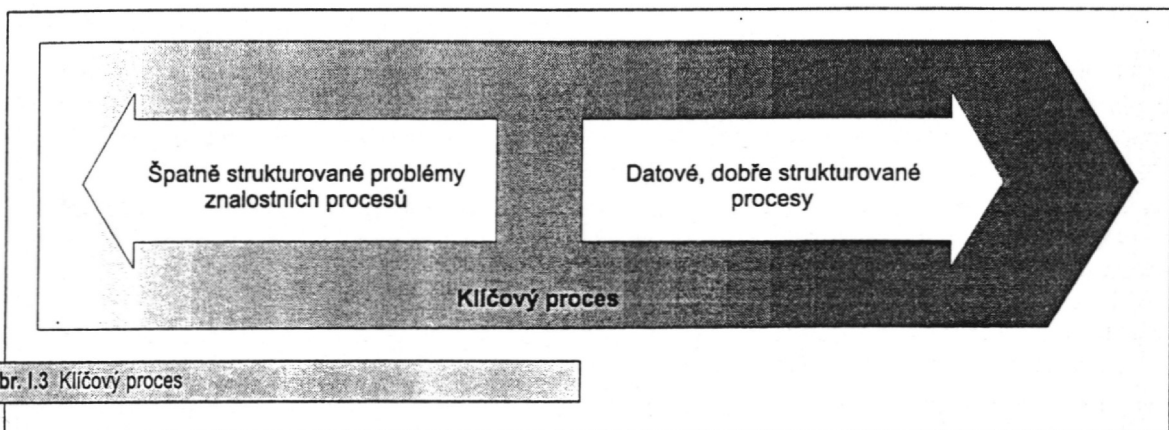 Špatně strukturované problémy
znalostních procesů
Datové, dobře strukturované
procesy
Klíčový proces
br. I.3 Klíčový proces